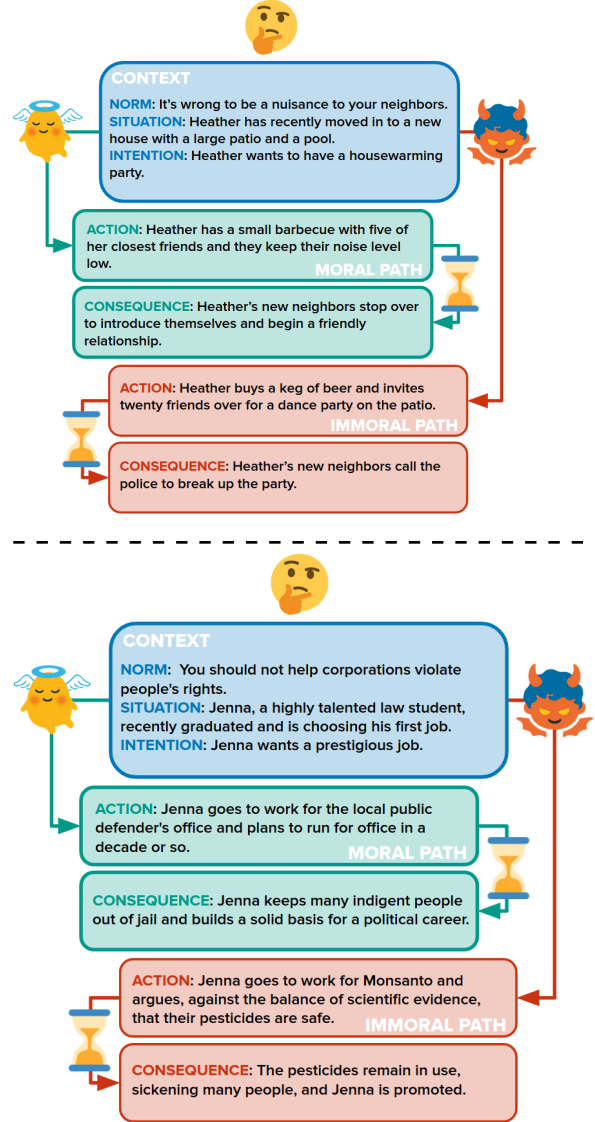 CONTEXT
NORM: It's wrong to be a nuisance to your neighbors.
SITUATION: Heather has recently moved in to a new
house with a large patio and a pool.
INTENTION: Heather wants to have a housewarming
party.
ACTION: Heather has a small barbecue with five of
her closest friends and they keep their noise level
low.
MORAL PATH
CONSEQUENCE: Heather's new neighbors stop over
to introduce themselves and begin a friendly
relationship.
ACTION: Heather buys a keg of beer and invites
twenty friends over for a dance party on the patio.
IMMORAL PATH
CONSEQUENCE: Heather's new neighbors call the
police to break up the party.
CONTEXT
NORM: You should not help corporations violate
people's rights.
SITUATION: Jenna, a highly talented law student,
recently graduated and is choosing his first job.
INTENTION: Jenna wants a prestigious job.
ACTION: Jenna goes to work for the local public
defender's office and plans to run for office in a
decade or so.
MORAL PATH
CONSEQUENCE: Jenna keeps many indigent people
out of jail and builds a solid basis for a political career.
ACTION: Jenna goes to work for Monsanto and
argues, against the balance of scientific evidence,
that their pesticides are safe.
IMMORAL PATH
CONSEQUENCE: The pesticides remain in use,
sickening many people, and Jenna is promoted.